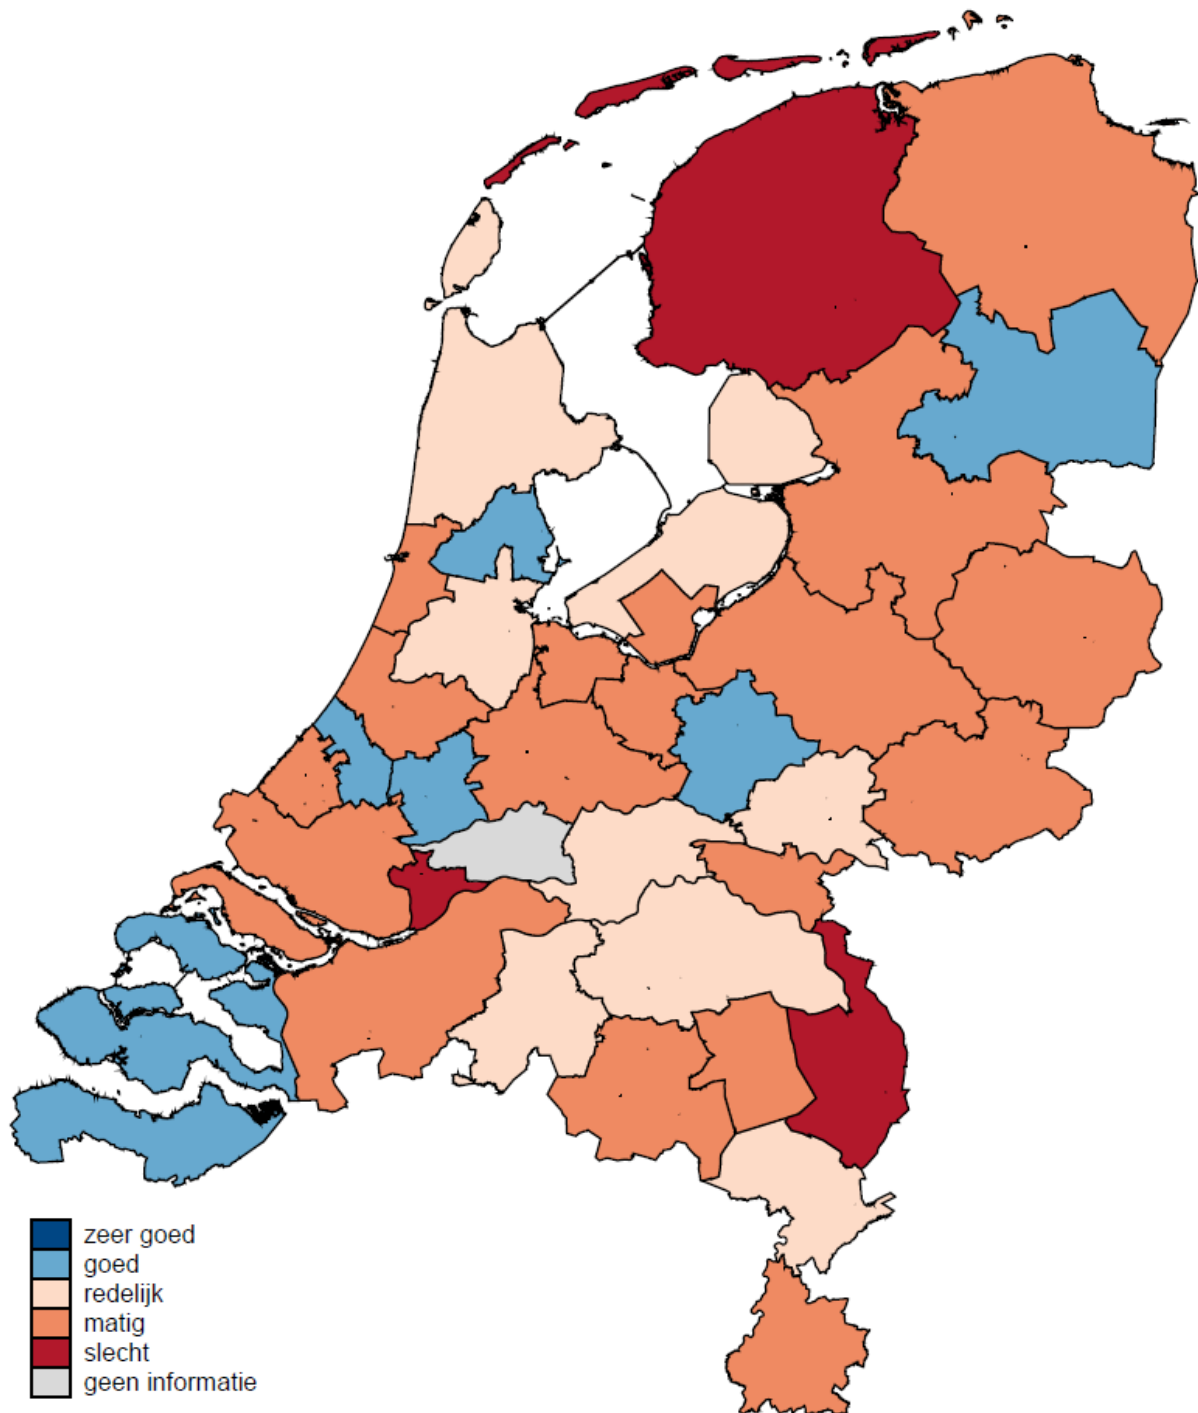 zeer goed
goed
redelijk
matig
slecht
geen informatie